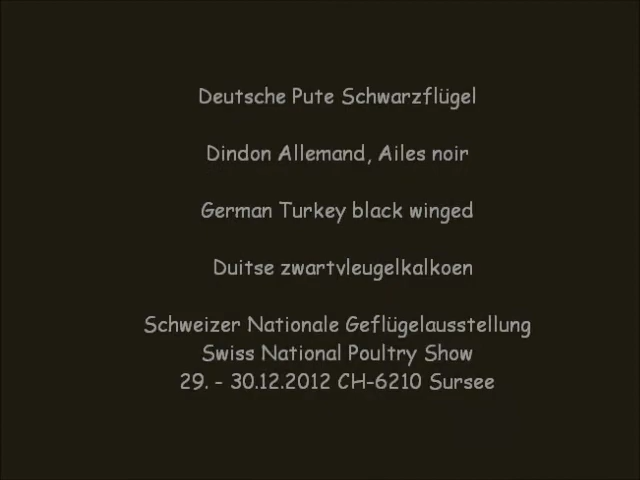 Deutsche Pute Schwarzflügel
Dindon Allemand, Ailes noir
German Turkey black winged
Duitse zwartvleugelkalkoen
Schweizer Nationale Geflügelausstellung
Swiss National Poultry Show
29. - 30.12.2012 CH-6210 Sursee